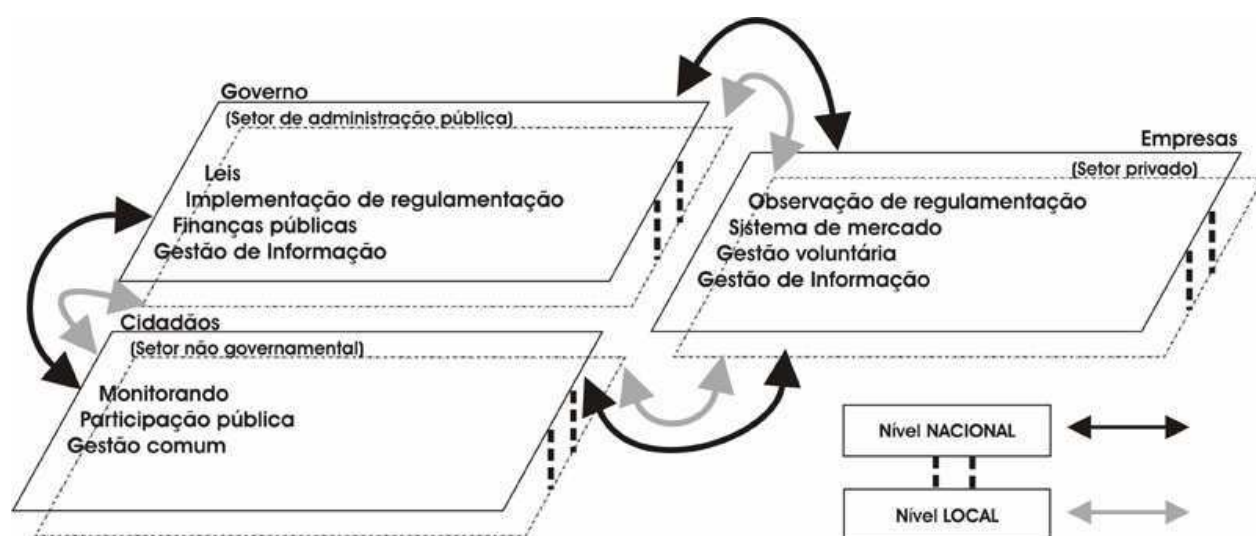 Governo
(Setor de administração pública)
Leis
Implementação de regulamentação
Finanças públicas
Gestão de Informação
Empresas
(Setor privado)
Observação de regulamentação
Sistema de mercado
Gestão voluntária
Gestão de Informação
Cidadãos
(Setor não governamental)
Monitorando
Participação pública
Gestão comum
Nível NACIONAL
Nível LOCAL